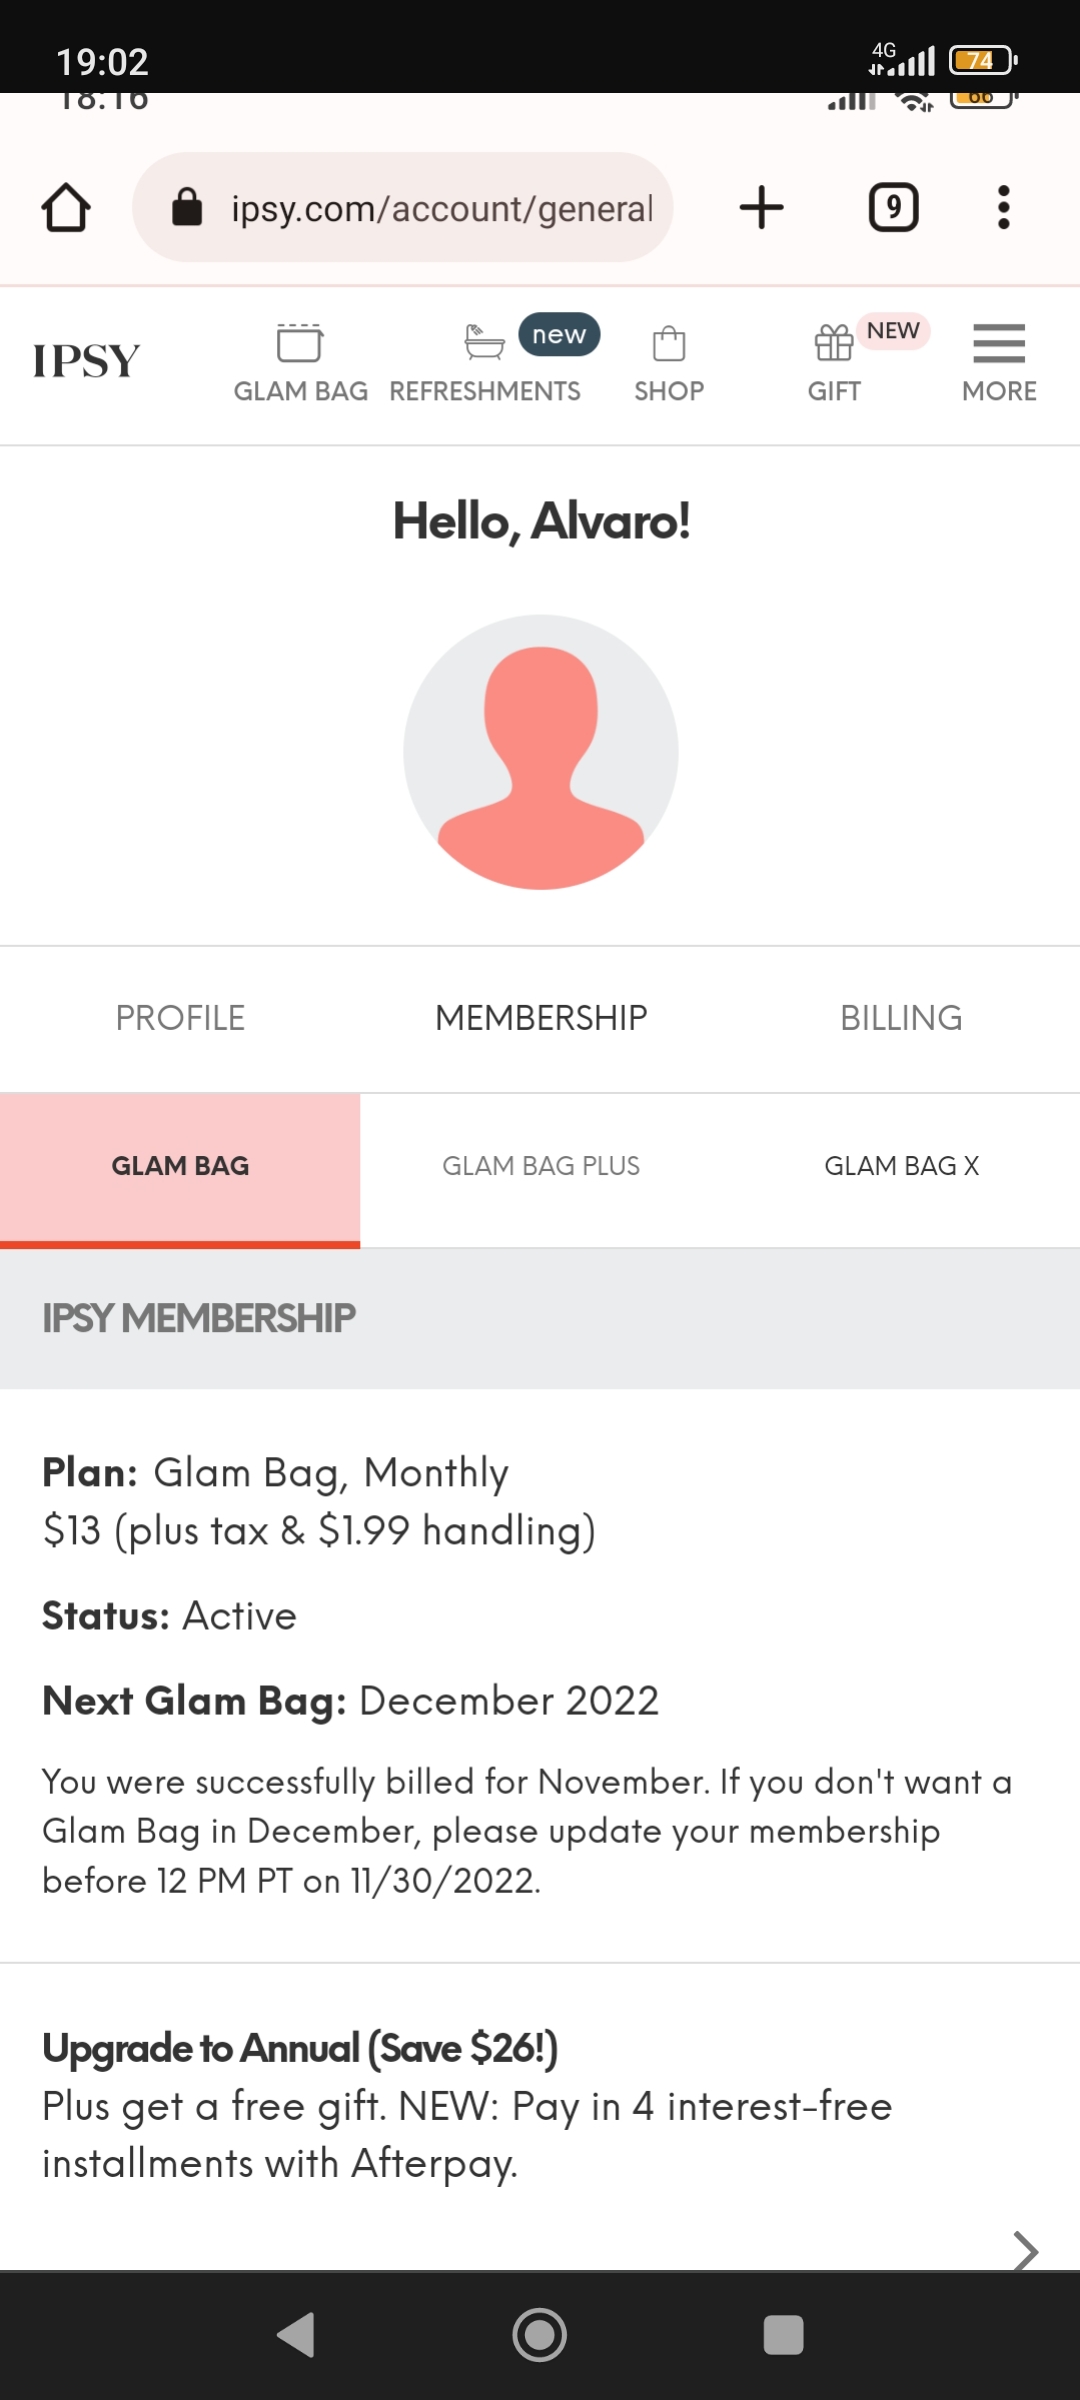 19:02
4G
74
18:16
66
ipsy.com/account/general
9
IPSY
GLAM BAG
new
REFRESHMENTS
SHOP
NEW
GIFT
MORE
Hello, Alvaro!
PROFILE
MEMBERSHIP
BILLING
GLAM BAG
GLAM BAG PLUS
GLAM BAG X
IPSY MEMBERSHIP
Plan: Glam Bag, Monthly
$13 (plus tax & $1.99 handling)
Status: Active
Next Glam Bag: December 2022
You were successfully billed for November. If you don't want a
Glam Bag in December, please update your membership
before 12 PM PT on 11/30/2022.
Upgrade to Annual (Save $26!)
Plus get a free gift. NEW: Pay in 4 interest-free
installments with Afterpay.